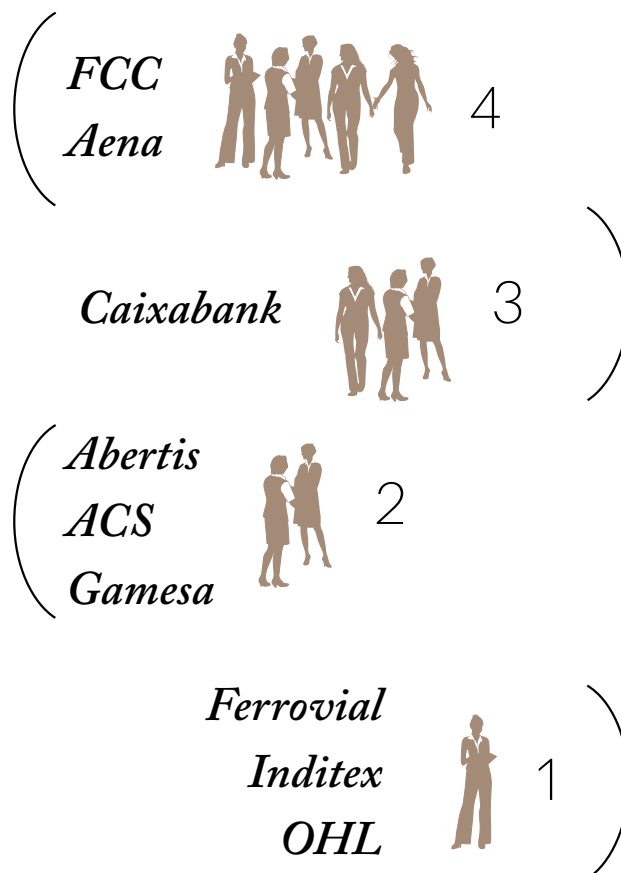 FCC
Aena
4
Caixabank
3
Abertis
ACS
Gamesa
2
Ferrovial
Inditex
OHL
1